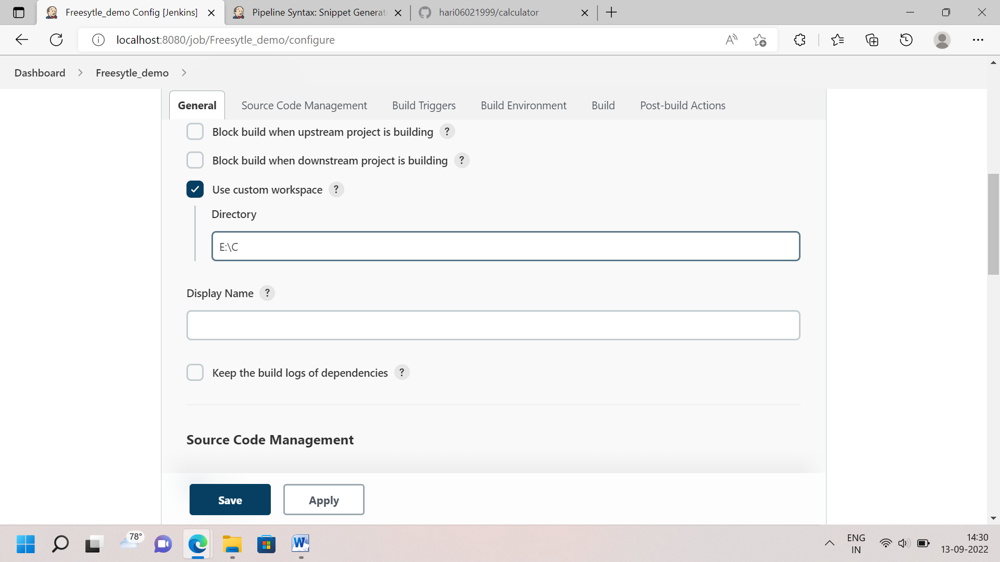 Freesytle_demo Config [Jenkins]
Pipeline Syntax: Snippet Generat
hari06021999/calculator
localhost:8080/job/Freesytle_demo/configure
Dashboard
Freesytle_demo
General
Source Code Management
Build Triggers
Build Environment
Build
Post-build Actions
Block build when upstream project is building ?
Block build when downstream project is building ?
Use custom workspace ?
Directory
E:\C
Display Name ?
Keep the build logs of dependencies ?
Source Code Management
Save
Apply
78°
ENG
IN
14:30
13-09-2022